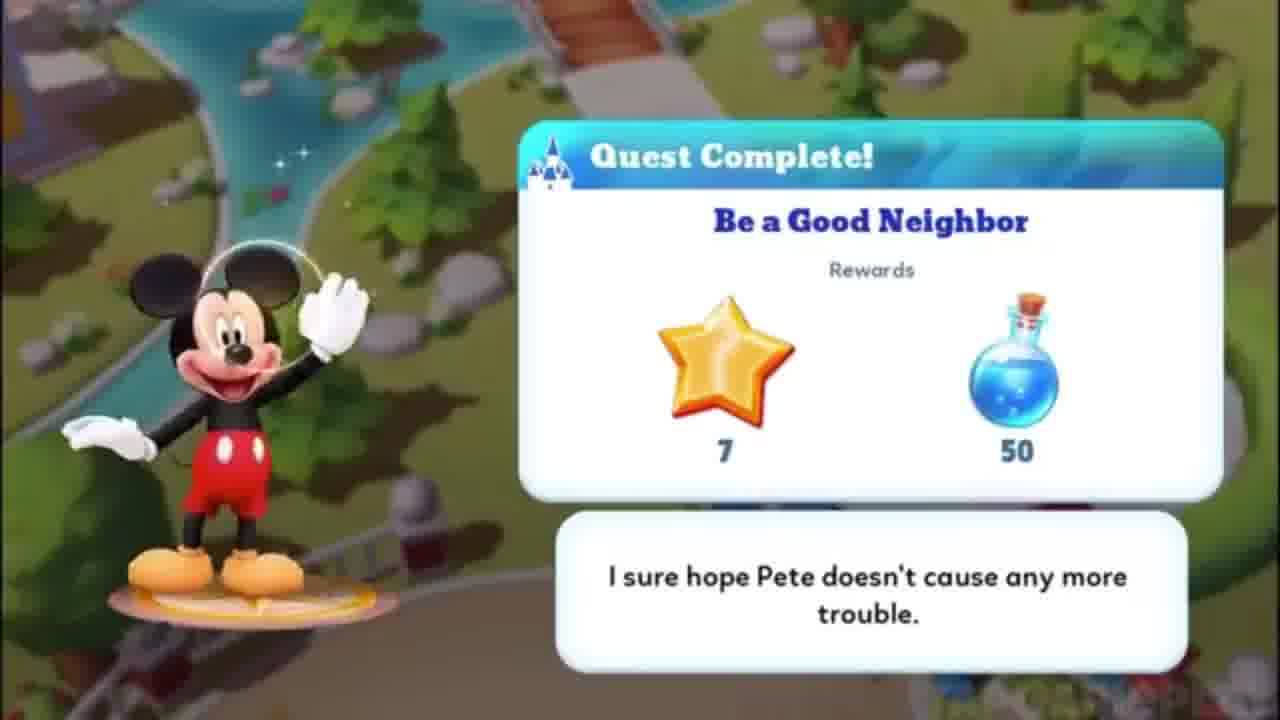 Quest Complete!
Be a Good Neighbor
Rewards
7
50
I sure hope Pete doesn't cause any more
trouble.